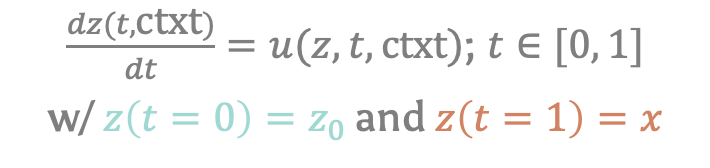 dz(t,ctxt)/dt = u(z, t, ctxt); t ∈ [0, 1]
w/ z(t = 0) = z₀ and z(t = 1) = x